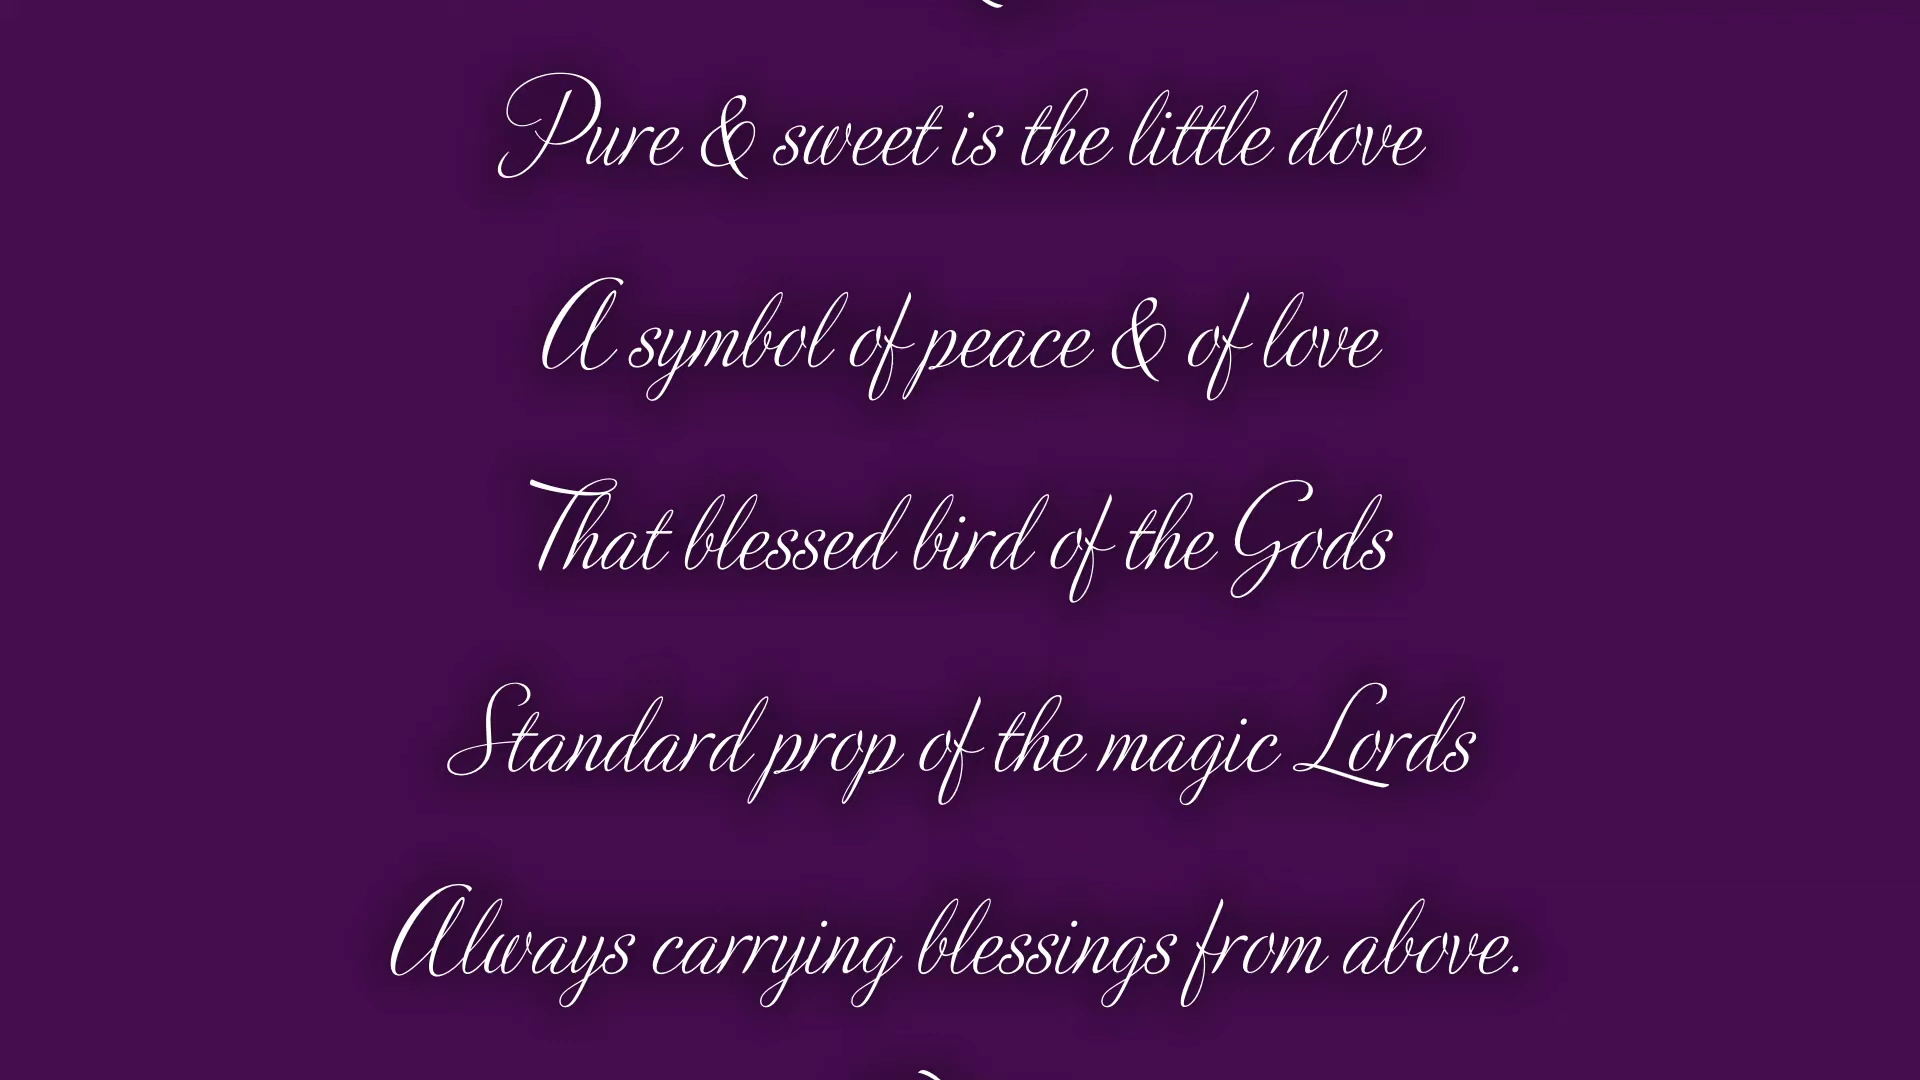 Pure & sweet is the little dove
A symbol of peace & of love
That blessed bird of the Gods
Standard prop of the magic Lords
Always carrying blessings from above.